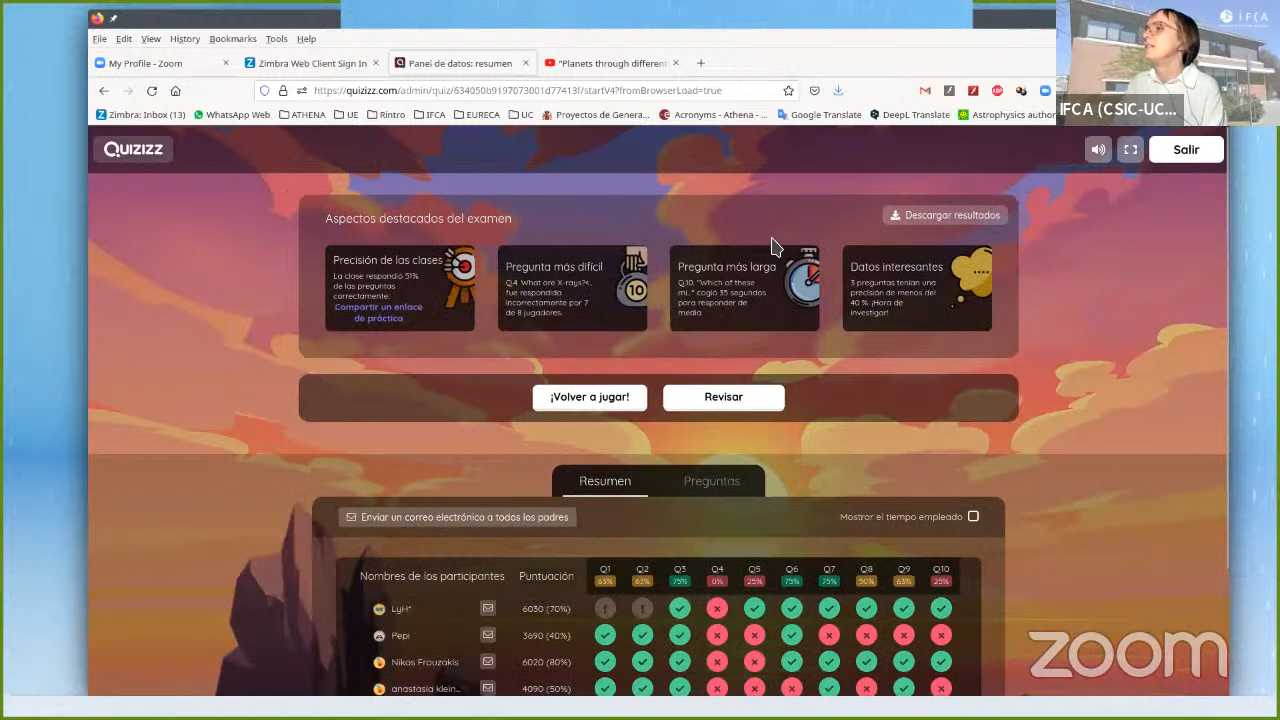 File Edit View History Bookmarks Tools Help
My Profile - Zoom
Zimbra Web Client Sign In
Panel de datos: resumen
"Planets through different
https://quizizz.com/admin/quiz/634050b9197073001d77413f/startV4?fromBrowserLoad=true
Zimbra: Inbox (13) WhatsApp Web ATHENA UE Rintro IFCA EURECA UC Proyectos de Genera... Acronyms - Athena -... Google Translate DeepL Translate Astrophysics author
IFCA
IFCA (CSIC-UC...
Quizizz
Salir
Aspectos destacados del examen
Descargar resultados
Precisión de las clases
La clase respondió 51%
de las preguntas
correctamente.
Compartir un enlace
de práctica
Pregunta más difícil
Q.4. What are X-rays?<,
fue respondida
incorrectamente por 7
de 8 jugadores.
10
Pregunta más larga
Q.10. "Which of these
mi..." cogió 35 segundos
para responder de
media
Datos interesantes
3 preguntas tenían una
precisión de menos del
40 %. ¡Hora de
investigar!
¡Volver a jugar!
Revisar
Resumen
Preguntas
Enviar un correo electrónico a todos los padres
Mostrar el tiempo empleado
Nombres de los participantes Puntuación Q1 Q2 Q3 Q4 Q5 Q6 Q7 Q8 Q9 Q10
63% 63% 75% 0% 25% 75% 75% 50% 63% 25%
LyH* 6030 (70%)
Pepi 3690 (40%)
Nikos Frouzakis 6020 (80%)
anastasia klein... 4090 (50%)
zoom